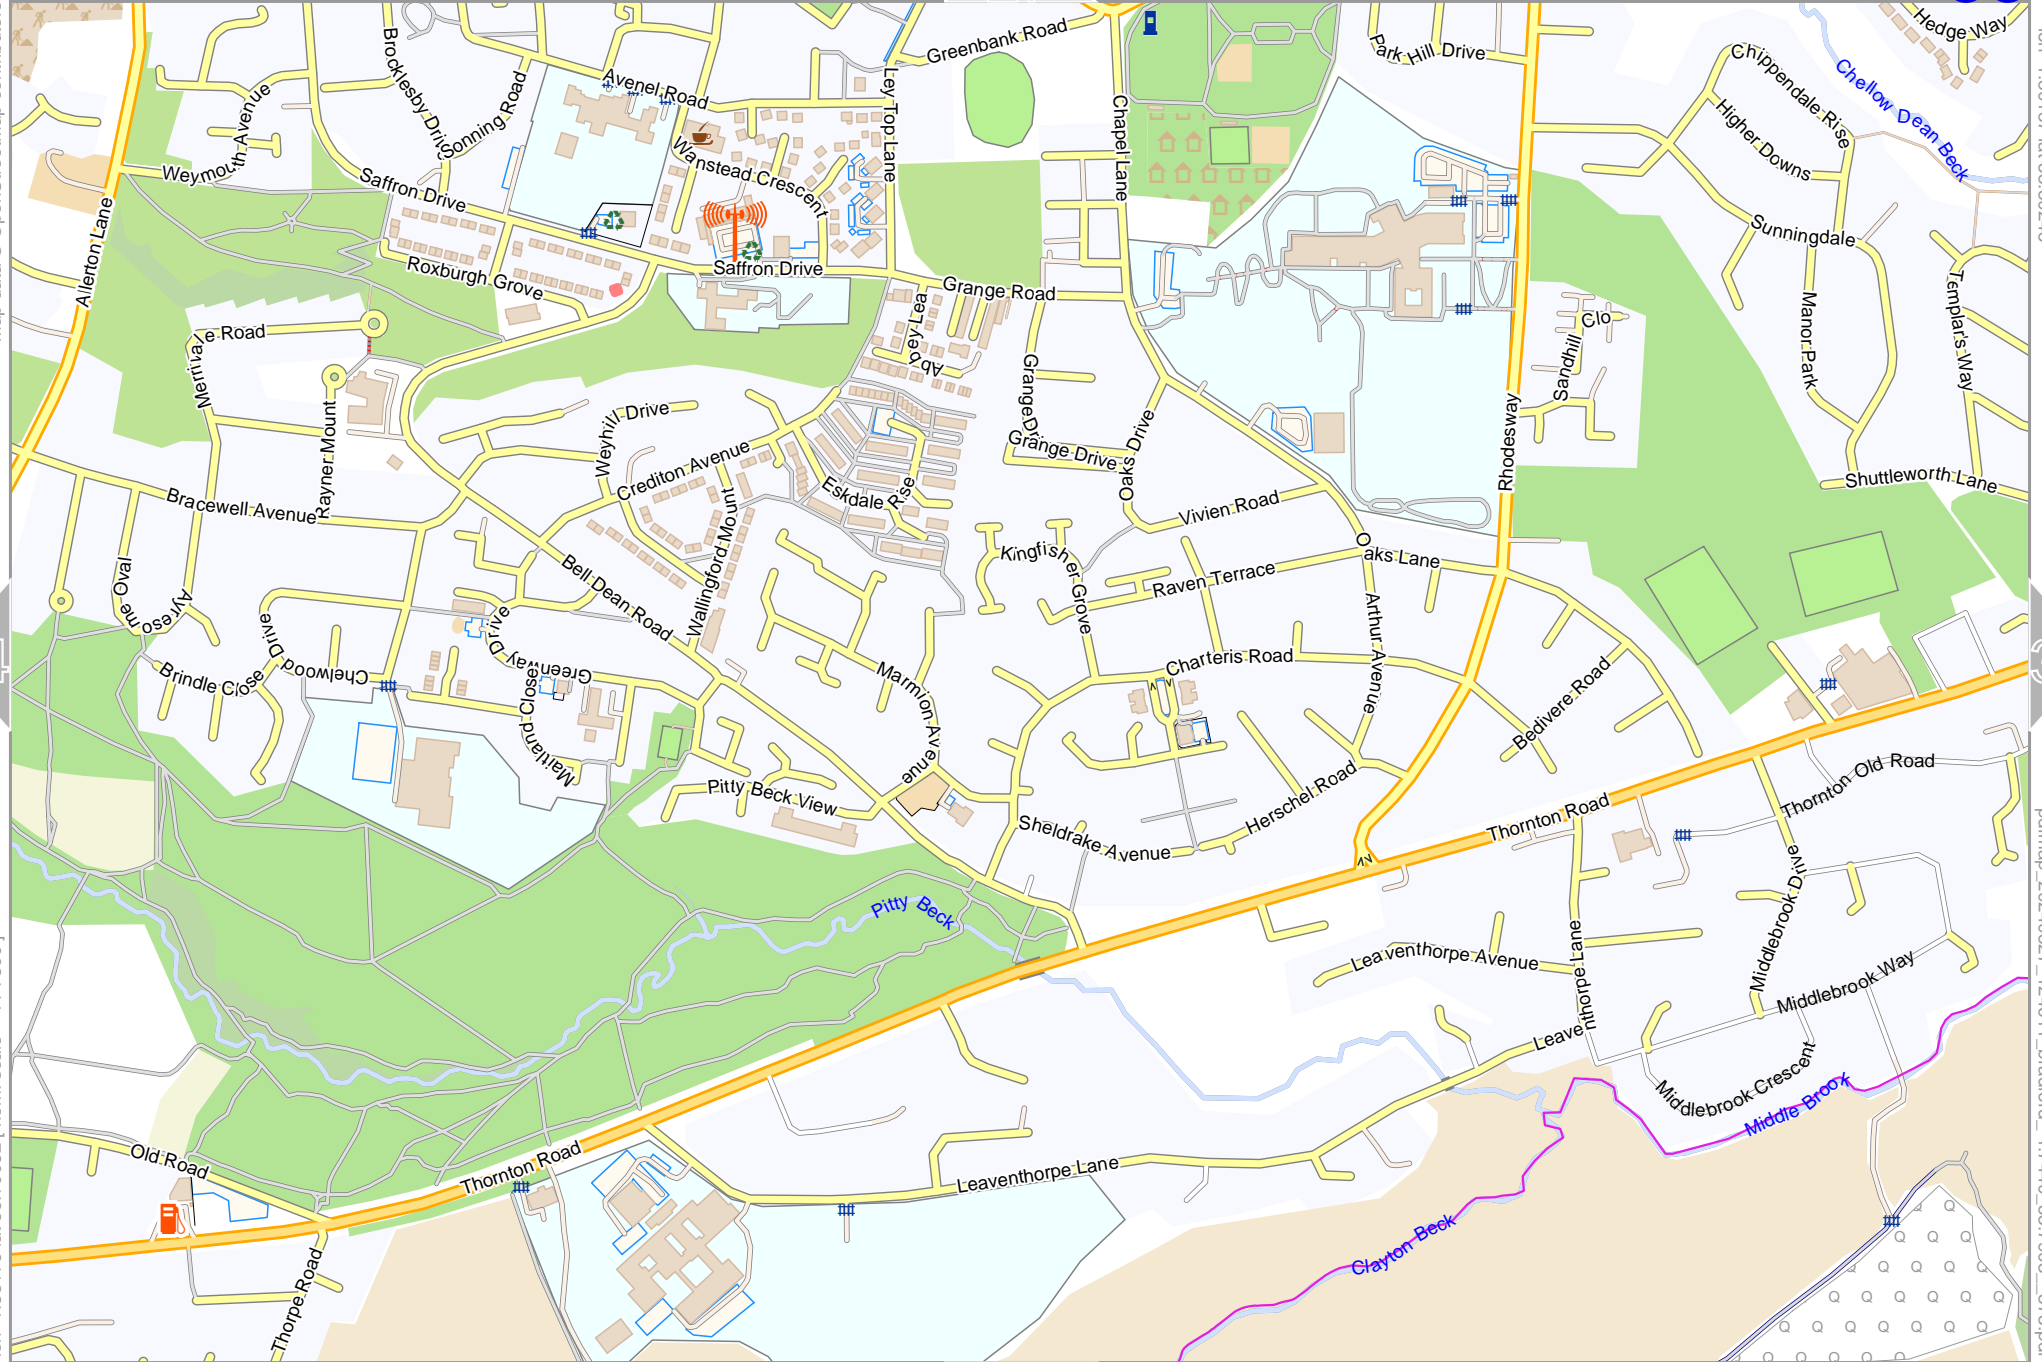 Hedge Way
Greenbank Road
Park Hill Drive
Chippendale Rise
Brocklesby Drive
Avenel Road
Ley Top Lane
Chapel Lane
Chellow Dean Beck
Sonning Road
Weymouth Avenue
Higher Downs
Wanstead Crescent
Saffron Drive
Allerton Lane
Sunningdale
Roxburgh Grove
Saffron Drive
Grange Road
Abbey Lea
Clo
Sandhill
Manor Park
Templar's Way
Merrivale Road
Rayner Mount
Weyhill Drive
Grange Drive
Grange Drive
Oaks Drive
Rhodesway
Crediton Avenue
Eskdale Rise
Shuttleworth Lane
Bracewell Avenue
Vivien Road
Wallingford Mount
Kingfisher Grove
Oaks Lane
Raven Terrace
Bell Dean Road
Ayresome Oval
Arthur Avenue
Chelwood Drive
Greenway Drive
Brindle Close
Charteris Road
Marmion Avenue
Maitland Close
Bedivere Road
Pitty Beck View
Herschel Road
Thornton Old Road
Thornton Road
Sheldrake Avenue
Middlebrook Drive
Pitty Beck
Leaventhorpe Avenue
Leaventhorpe Lane
Middlebrook Way
Middlebrook Crescent
Middle Brook
Old Road
Thornton Road
Leaventhorpe Lane
Clayton Beck
Thorpe Road